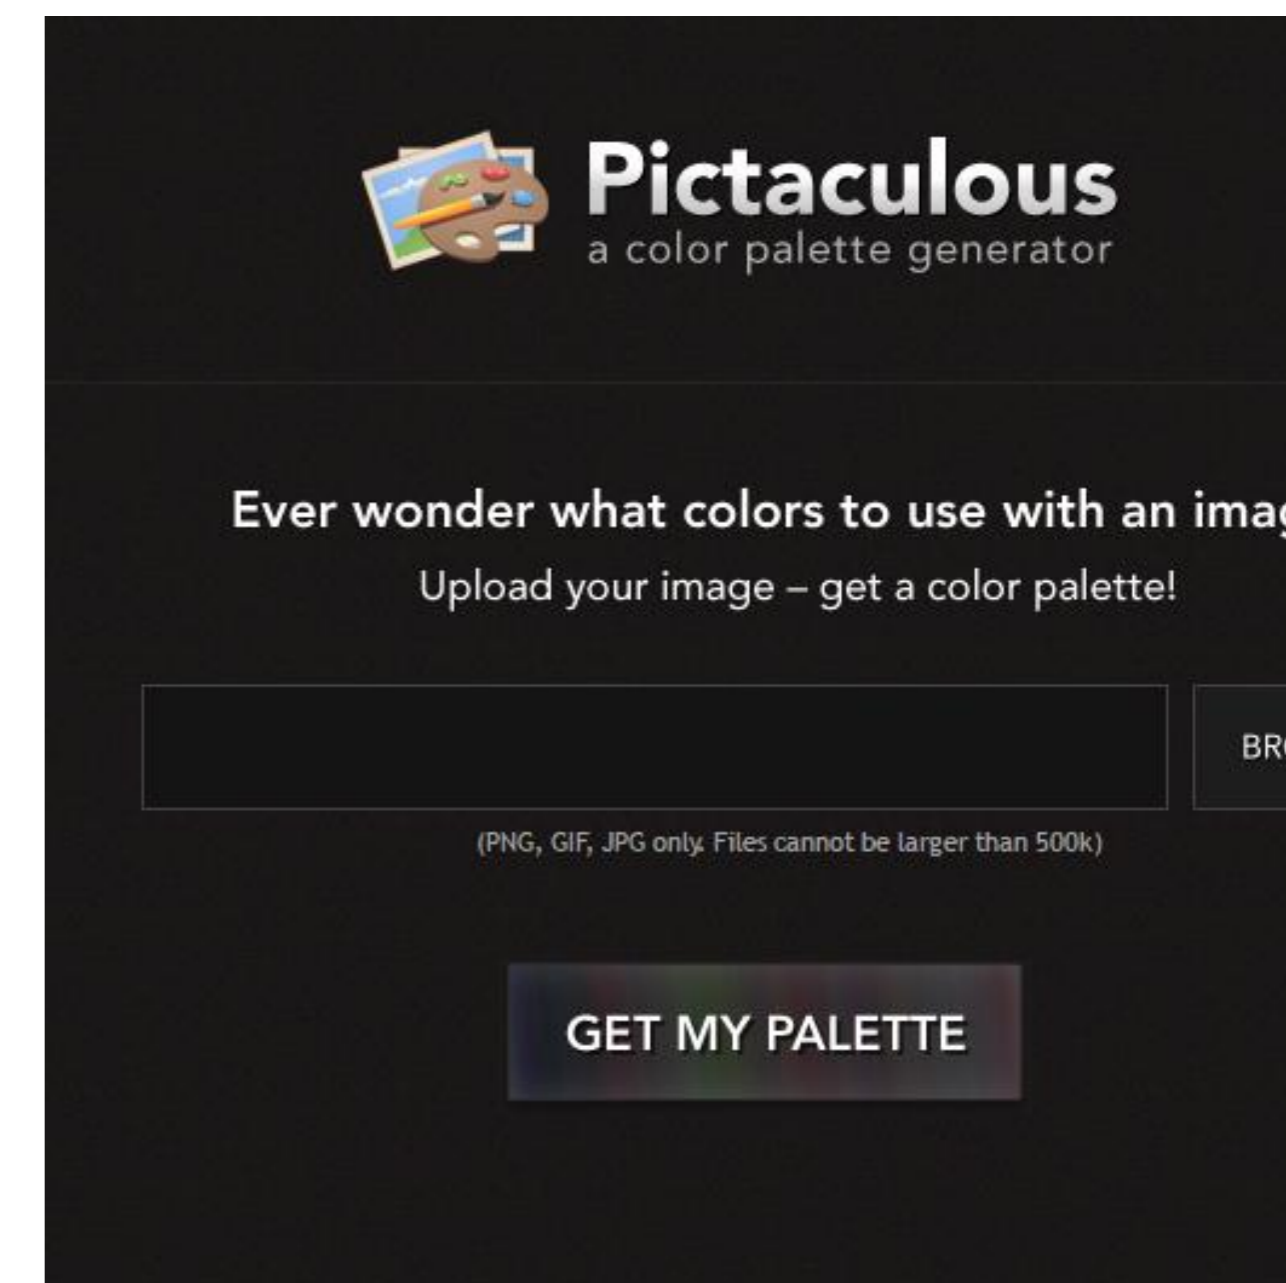 Pictaculous
a color palette generator
Ever wonder what colors to use with an
Upload your image – get a color palette!
(PNG, GIF, JPG only. Files cannot be larger than 500k)
GET MY PALETTE